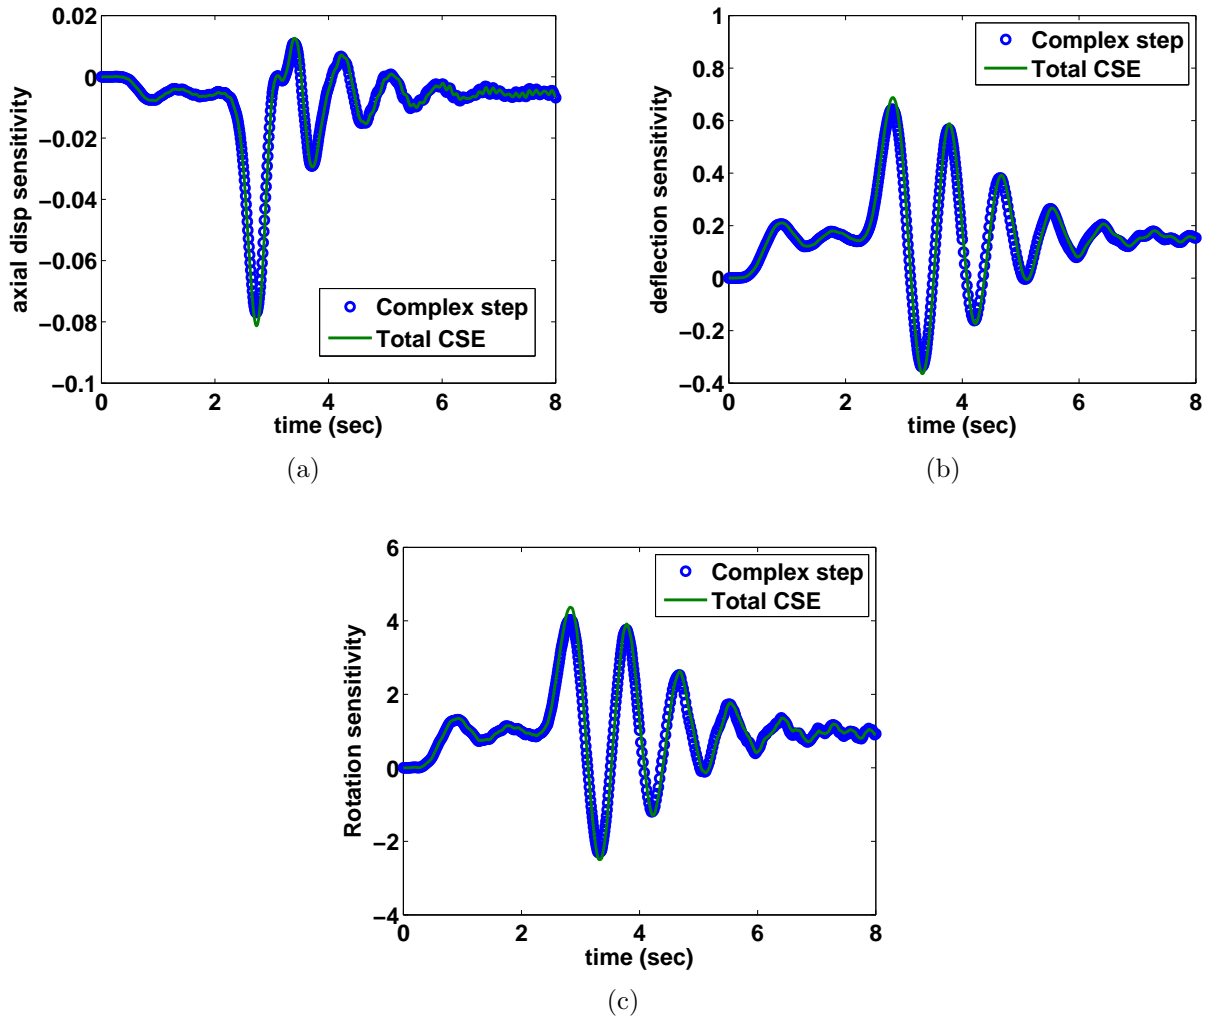 0.02
0
−0.02
−0.04
−0.06
−0.08
−0.1
axial disp sensitivity
0 2 4 6 8
time (sec)
Complex step
Total CSE
(a)
1
0.8
0.6
0.4
0.2
0
−0.2
−0.4
deflection sensitivity
0 2 4 6 8
time (sec)
Complex step
Total CSE
(b)
6
4
2
0
−2
−4
Rotation sensitivity
0 2 4 6 8
time (sec)
Complex step
Total CSE
(c)